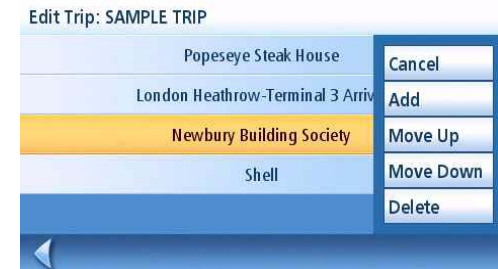 Edit Trip: SAMPLE TRIP
Popeseye Steak House
London Heathrow-Terminal 3 Arriv
Newbury Building Society
Shell
Cancel
Add
Move Up
Move Down
Delete